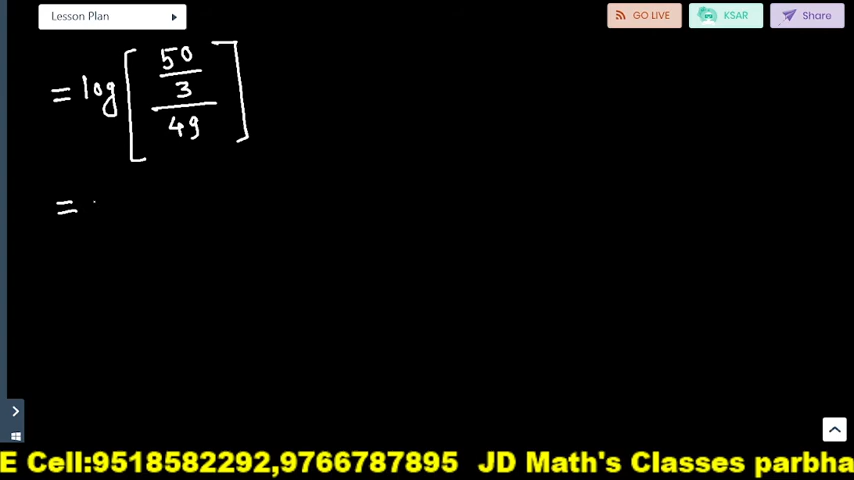 Lesson Plan
GO LIVE
KSAR
Share
= log [ 50/3 / 49 ]
=
E Cell:9518582292,9766787895 JD Math's Classes parbha